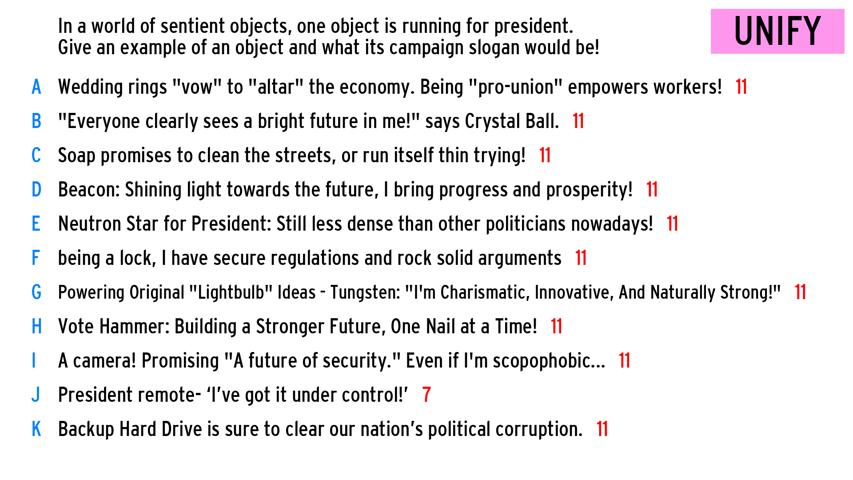 In a world of sentient objects, one object is running for president.
Give an example of an object and what its campaign slogan would be!
UNIFY
A Wedding rings "vow" to "altar" the economy. Being "pro-union" empowers workers! 11
B "Everyone clearly sees a bright future in me!" says Crystal Ball. 11
C Soap promises to clean the streets, or run itself thin trying! 11
D Beacon: Shining light towards the future, I bring progress and prosperity! 11
E Neutron Star for President: Still less dense than other politicians nowadays! 11
F being a lock, I have secure regulations and rock solid arguments 11
G Powering Original "Lightbulb" Ideas - Tungsten: "I'm Charismatic, Innovative, And Naturally Strong!" 11
H Vote Hammer: Building a Stronger Future, One Nail at a Time! 11
I A camera! Promising "A future of security." Even if I'm scopophobic... 11
J President remote- ‘I’ve got it under control!’ 7
K Backup Hard Drive is sure to clear our nation’s political corruption. 11